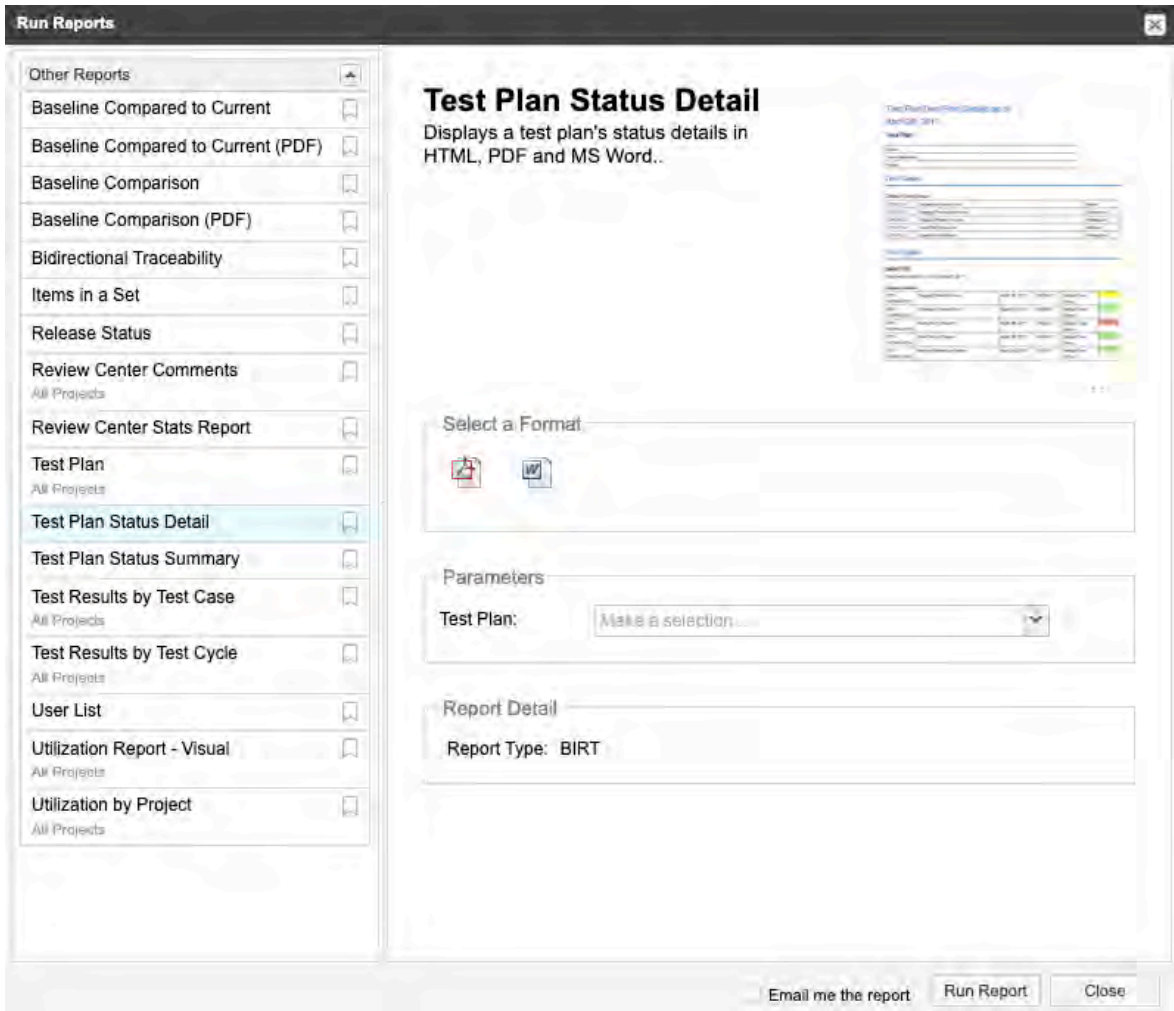 Run Reports
Other Reports
Baseline Compared to Current
Baseline Compared to Current (PDF)
Baseline Comparison
Baseline Comparison (PDF)
Bidirectional Traceability
Items in a Set
Release Status
Review Center Comments
All Projects
Review Center Stats Report
Test Plan
All Projects
Test Plan Status Detail
Test Plan Status Summary
Test Results by Test Case
All Projects
Test Results by Test Cycle
All Projects
User List
Utilization Report - Visual
All Projects
Utilization by Project
All Projects
Test Plan Status Detail
Displays a test plan's status details in
HTML, PDF and MS Word..
Select a Format
W
Parameters
Test Plan: Make a selection...
Report Detail
Report Type: BIRT
Email me the report Run Report Close